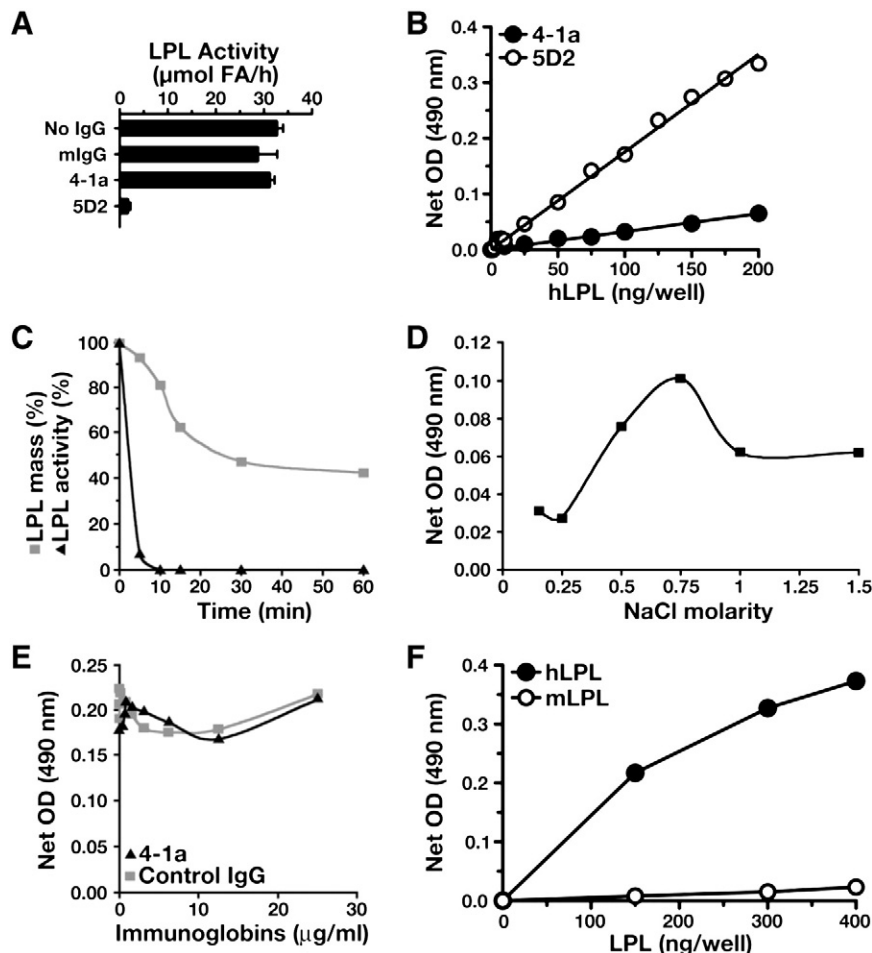 A
LPL Activity
(µmol FA/h)
0 10 20 30 40
No IgG
mIgG
4-1a
5D2
B
4-1a
5D2
Net OD (490 nm)
0.4
0.3
0.2
0.1
0.0
0 50 100 150 200
hLPL (ng/well)
C
LPL mass (%)
LPL activity (%)
100
80
60
40
20
0
0 10 20 30 40 50 60
Time (min)
D
Net OD (490 nm)
0.12
0.10
0.08
0.06
0.04
0.02
0.00
0 0.25 0.5 0.75 1 1.25 1.5
NaCl molarity
E
Net OD (490 nm)
0.25
0.20
0.15
0.10
0.05
0.00
4-1a
Control IgG
0 10 20 30
Immunoglobins (µg/ml)
F
hLPL
mLPL
Net OD (490 nm)
0.4
0.3
0.2
0.1
0.0
0 100 200 300 400
LPL (ng/well)